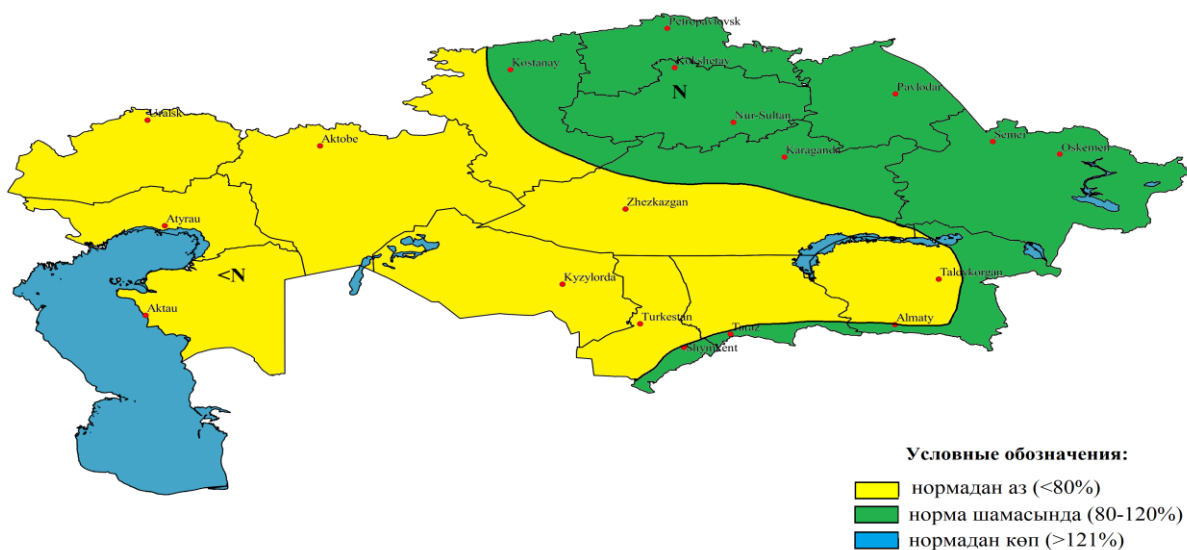 Petropavlovsk
Kostanay
Kokshetay
N
Pavlodar
Uralsk
Nur-Sultan
Aktobe
Semei
Karaganda
Oskemen
Zhezkazgan
Atyrau
<N
Taldykorgan
Kyzylorda
Aktau
Turkestan
Almaty
Taraz
Shymkent
Условные обозначения:
нормадан аз (<80%)
норма шамасында (80-120%)
нормадан көп (>121%)